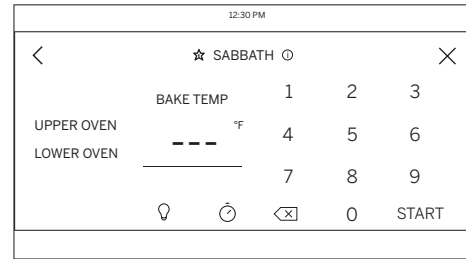 12:30 PM
SABBATH
BAKE TEMP
1 2 3
UPPER OVEN
--- °F
4 5 6
LOWER OVEN
7 8 9
0 START